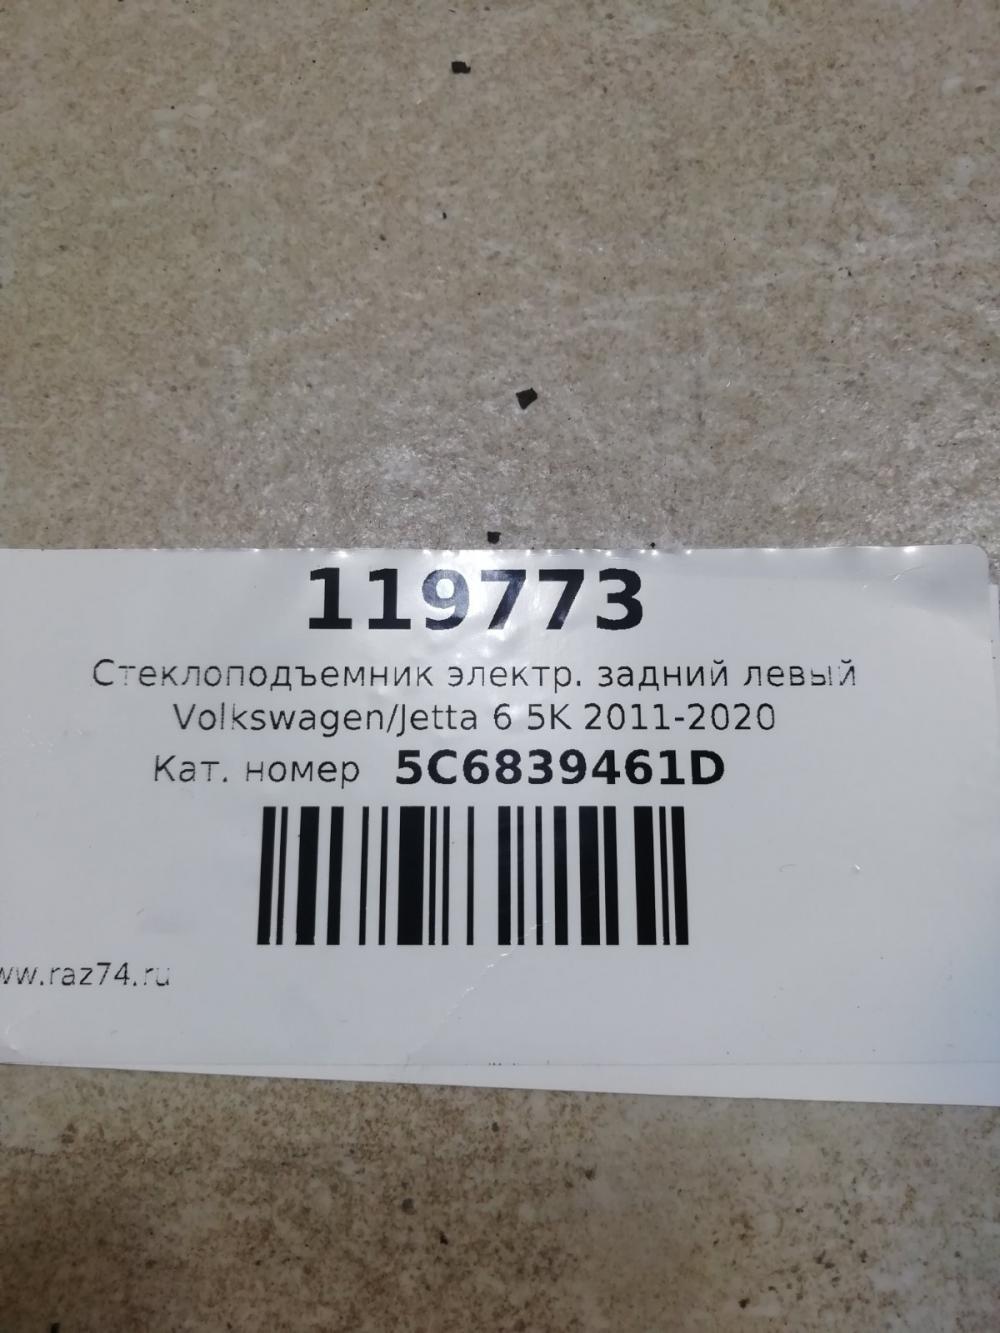 119773
Стеклоподъемник электр. задний левый
Volkswagen/Jetta 6 5K 2011-2020
Кат. номер 5C6839461D
ww.raz74.ru